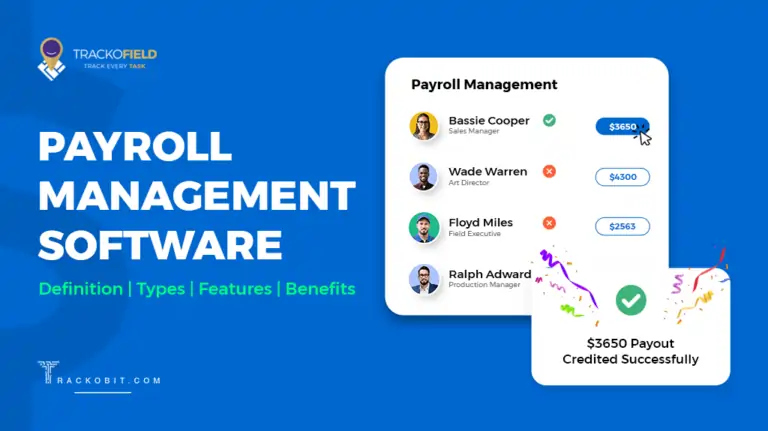 TRACKOFIELD
TRACK EVERY TASK
PAYROLL
MANAGEMENT
SOFTWARE
Definition | Types | Features | Benefits
TRACKOBIT.COM
Payroll Management
Bassie Cooper
Sales Manager
$3650
Wade Warren
Art Director
$4300
Floyd Miles
Field Executive
$2563
Ralph Adward
Production Manager
$3650 Payout
Credited Successfully